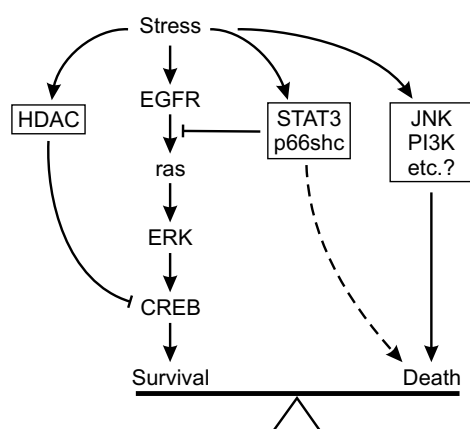 Stress
EGFR
HDAC
STAT3
p66shc
JNK
PI3K
etc.?
ras
ERK
CREB
Survival
Death